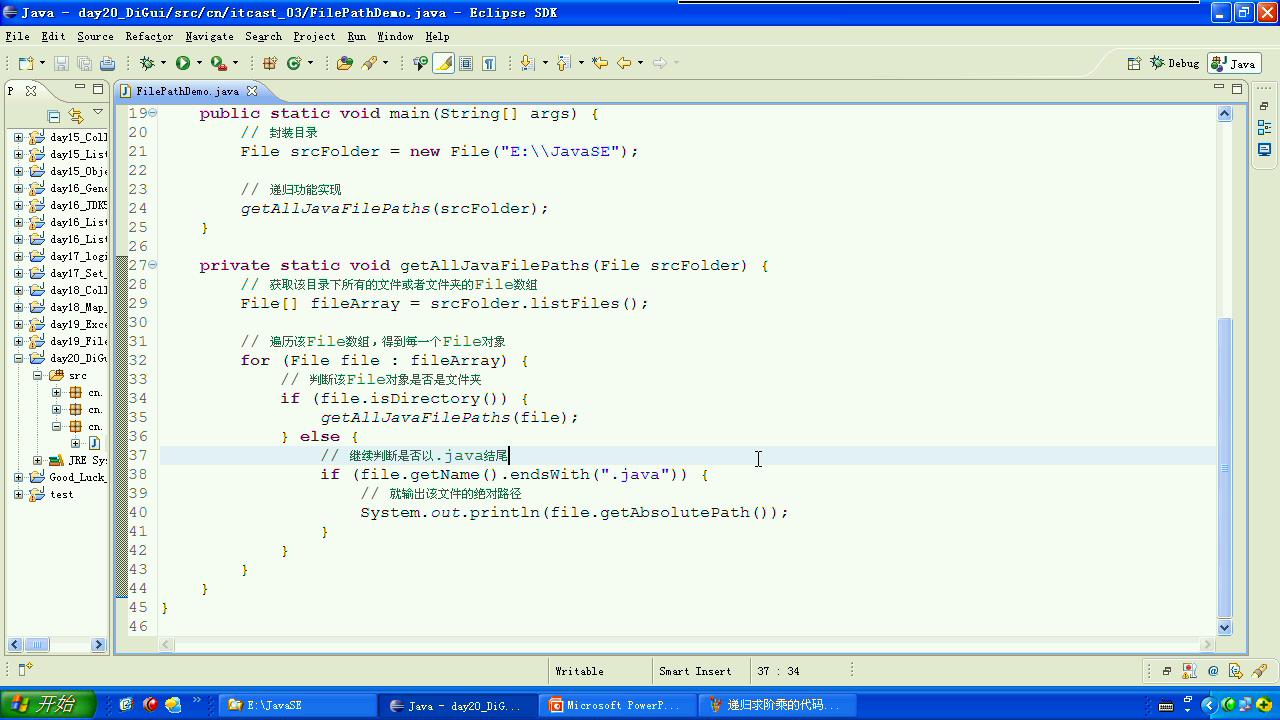 Java - day20_DiGui/src/cn/itcast_03/FilePathDemo.java - Eclipse SDK
File Edit Source Refactor Navigate Search Project Run Window Help
Debug Java
P FilePathDemo.java
day15_Coll
day15_List
day15_Obje
day16_Gene
day16_JDK5
day16_List
day16_List
day17_logi
day17_Set_
day18_Coll
day18_Map_
day19_Exce
day19_File
day20_DiGu
src
cn.
cn.
cn.
J
JRE Sy
Good_Luck_
test
19 public static void main(String[] args) {
20 // 封装目录
21 File srcFolder = new File("E:\\JavaSE");
22
23 // 递归功能实现
24 getAllJavaFilePaths(srcFolder);
25 }
26
27 private static void getAllJavaFilePaths(File srcFolder) {
28 // 获取该目录下所有的文件或者文件夹的File数组
29 File[] fileArray = srcFolder.listFiles();
30
31 // 遍历该File数组，得到每一个File对象
32 for (File file : fileArray) {
33 // 判断该File对象是否是文件夹
34 if (file.isDirectory()) {
35 getAllJavaFilePaths(file);
36 } else {
37 // 继续判断是否以.java结尾
38 if (file.getName().endsWith(".java")) {
39 // 就输出该文件的绝对路径
40 System.out.println(file.getAbsolutePath());
41 }
42 }
43 }
44 }
45 }
46
Writable Smart Insert 37 : 34
开始 E:\JavaSE Java - day20_DiG... Microsoft PowerP... 递归求阶乘的代码...